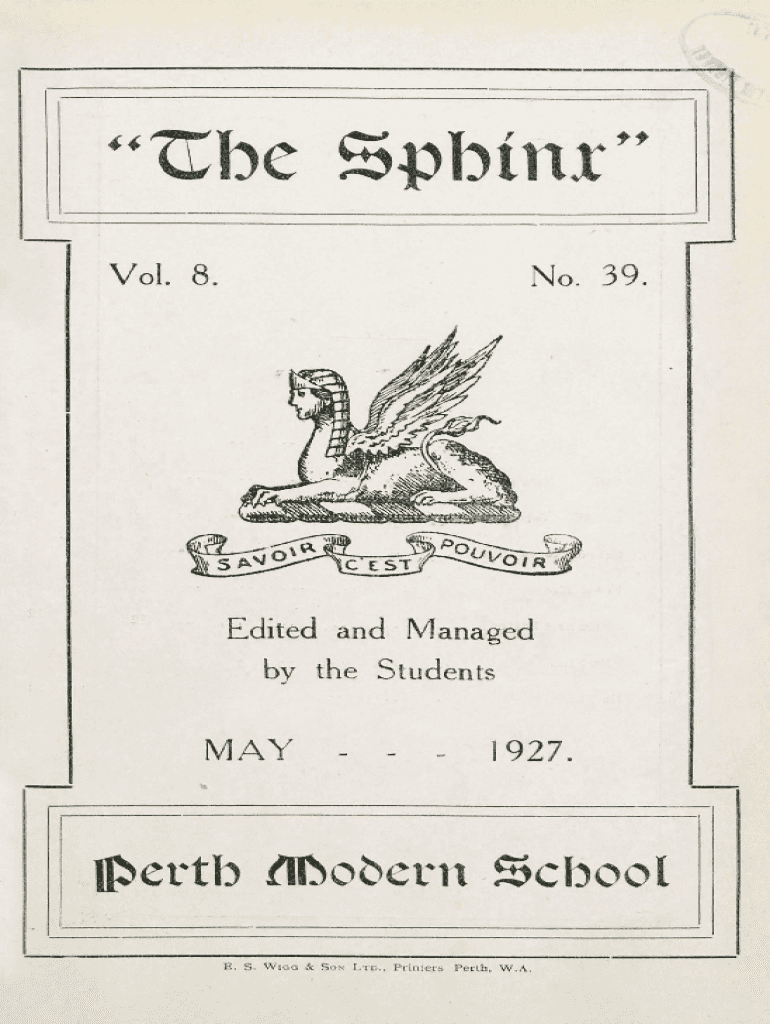 “The Sphinx”
Vol. 8. No. 39.
SAVOIR C'EST POUVOIR
Edited and Managed
by the Students
MAY - - - 1927.
Perth Modern School
E. S. Wigg & Son Ltd., Printers Perth, W.A.